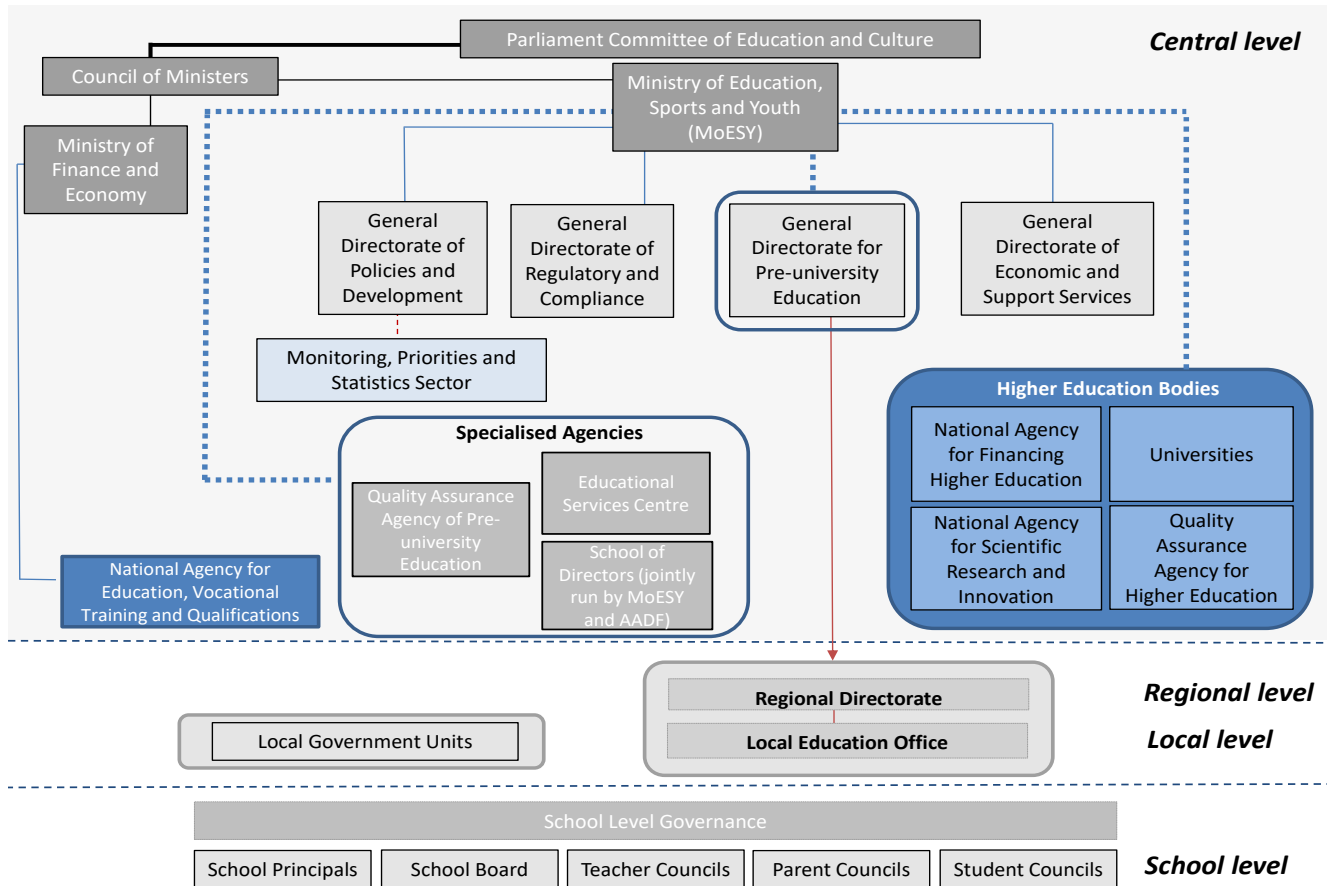 Parliament Committee of Education and Culture
Central level
Council of Ministers
Ministry of Education,
Sports and Youth
(MoESY)
Ministry of
Finance and
Economy
General
Directorate of
Policies and
Development
General
Directorate of
Regulatory and
Compliance
General
Directorate for
Pre-university
Education
General
Directorate of
Economic and
Support Services
Monitoring, Priorities and
Statistics Sector
Specialised Agencies
Quality Assurance
Agency of Pre-
university
Education
Educational
Services Centre
School of
Directors (jointly
run by MoESY
and AADF)
Higher Education Bodies
National Agency
for Financing
Higher Education
Universities
National Agency
for Scientific
Research and
Innovation
Quality
Assurance
Agency for
Higher Education
National Agency for
Education, Vocational
Training and Qualifications
Regional Directorate
Regional level
Local Government Units
Local Education Office
Local level
School Level Governance
School Principals
School Board
Teacher Councils
Parent Councils
Student Councils
School level